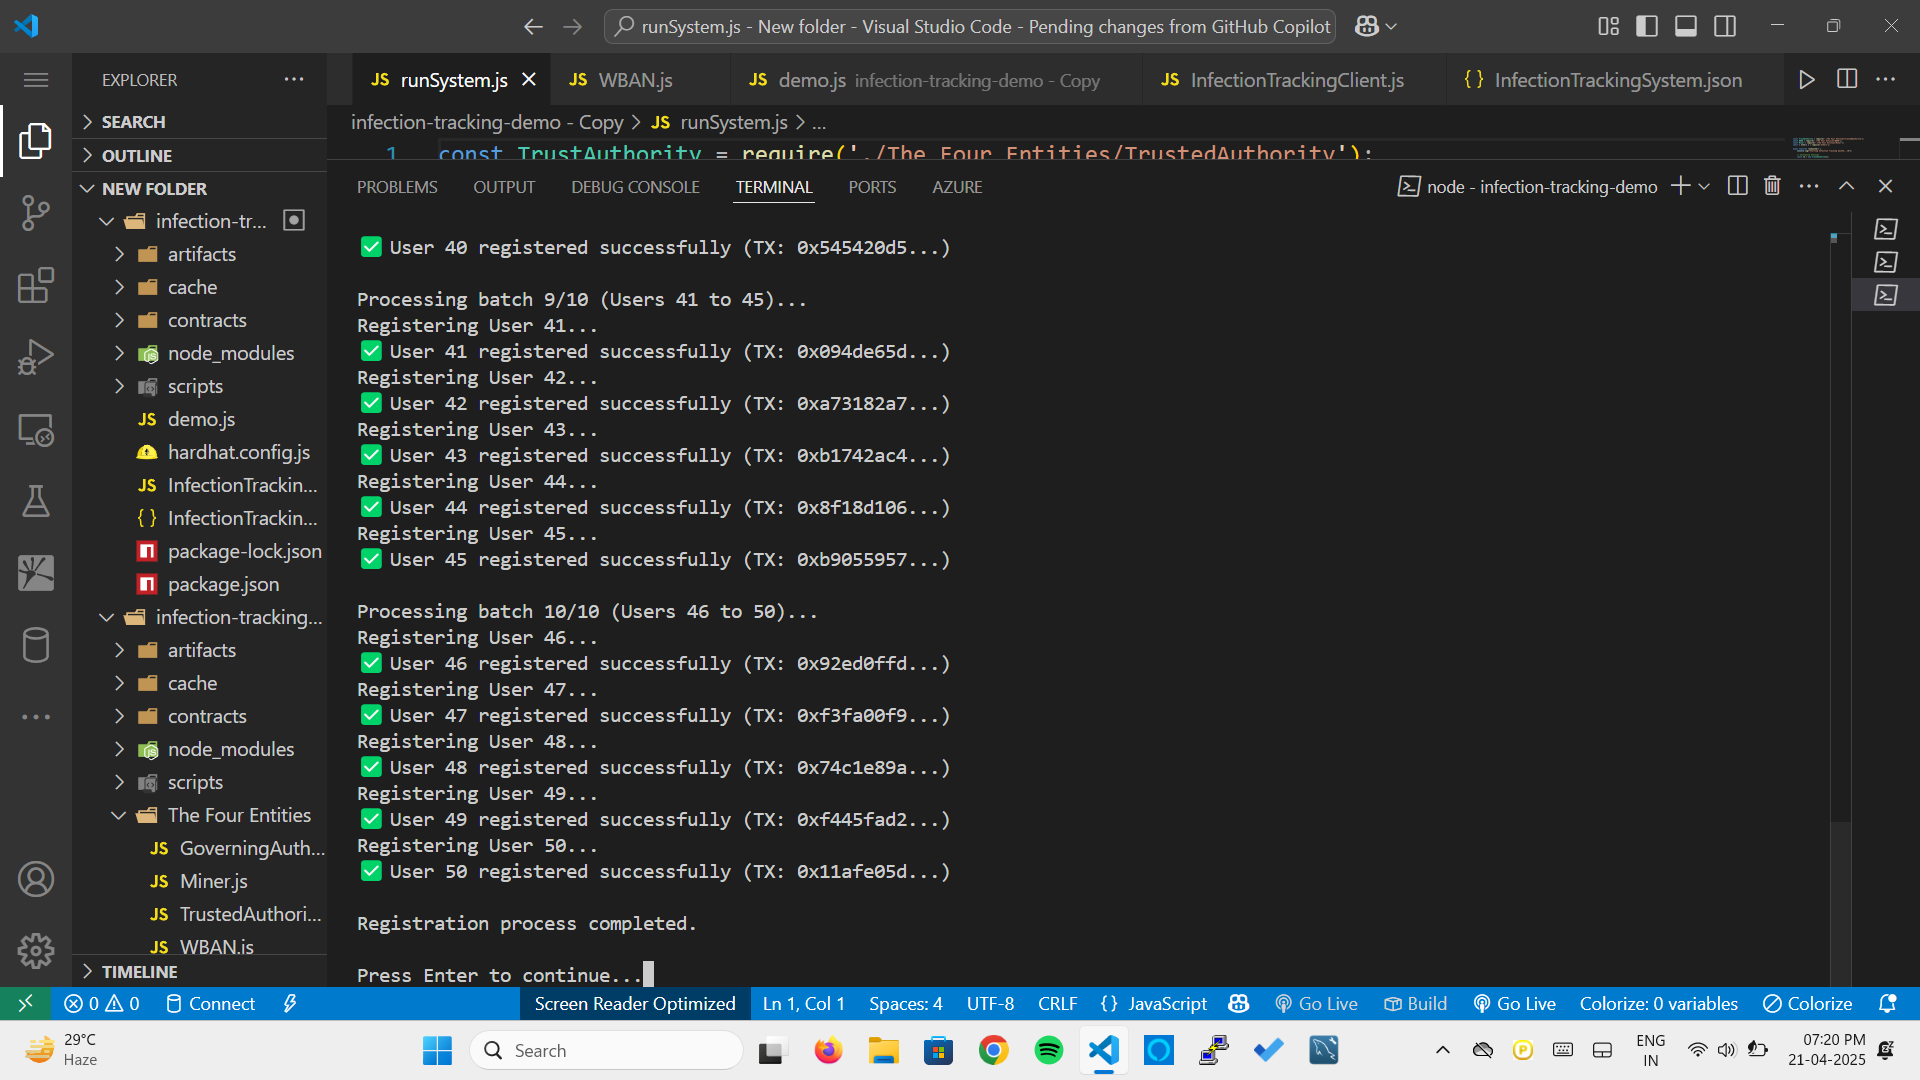 runSystem.js - New folder - Visual Studio Code - Pending changes from GitHub Copilot
EXPLORER
JS runSystem.js
JS WBAN.js
JS demo.js infection-tracking-demo - Copy
JS InfectionTrackingClient.js
{ } InfectionTrackingSystem.json
SEARCH
OUTLINE
NEW FOLDER
infection-tr...
artifacts
cache
contracts
node_modules
scripts
JS demo.js
hardhat.config.js
JS InfectionTrackin...
{ } InfectionTrackin...
package-lock.json
package.json
infection-tracking...
artifacts
cache
contracts
node_modules
scripts
The Four Entities
JS GoverningAuth...
JS Miner.js
JS TrustedAuthori...
JS WBAN.js
TIMELINE
infection-tracking-demo - Copy > JS runSystem.js > ...
1 const TrustAuthority = require('./The Four Entities/TrustedAuthority');
PROBLEMS OUTPUT DEBUG CONSOLE TERMINAL PORTS AZURE
node - infection-tracking-demo
✅ User 40 registered successfully (TX: 0x545420d5...)
Processing batch 9/10 (Users 41 to 45)...
Registering User 41...
✅ User 41 registered successfully (TX: 0x094de65d...)
Registering User 42...
✅ User 42 registered successfully (TX: 0xa73182a7...)
Registering User 43...
✅ User 43 registered successfully (TX: 0xb1742ac4...)
Registering User 44...
✅ User 44 registered successfully (TX: 0x8f18d106...)
Registering User 45...
✅ User 45 registered successfully (TX: 0xb9055957...)
Processing batch 10/10 (Users 46 to 50)...
Registering User 46...
✅ User 46 registered successfully (TX: 0x92ed0ffd...)
Registering User 47...
✅ User 47 registered successfully (TX: 0xf3fa00f9...)
Registering User 48...
✅ User 48 registered successfully (TX: 0x74c1e89a...)
Registering User 49...
✅ User 49 registered successfully (TX: 0xf445fad2...)
Registering User 50...
✅ User 50 registered successfully (TX: 0x11afe05d...)
Registration process completed.
Press Enter to continue...
0 0 Connect Screen Reader Optimized Ln 1, Col 1 Spaces: 4 UTF-8 CRLF { } JavaScript Go Live Build Go Live Colorize: 0 variables Colorize
29°C
Haze
Search
ENG
IN
07:20 PM
21-04-2025